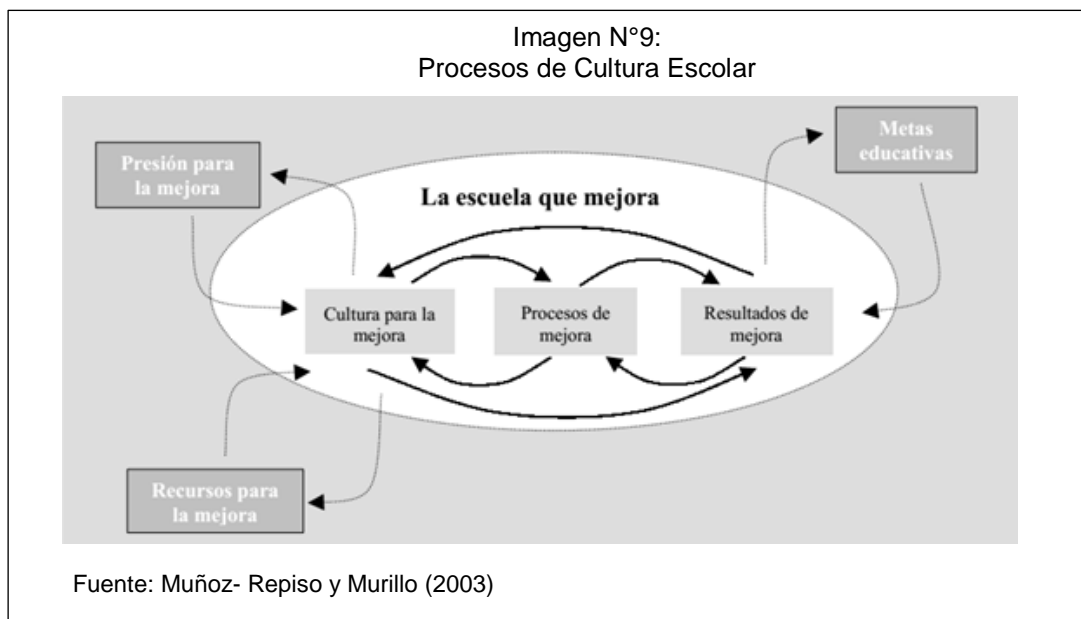 Imagen N°9:
Procesos de Cultura Escolar
Metas
educativas
Presión para
la mejora
La escuela que mejora
Cultura para la
mejora
Procesos de
mejora
Resultados de
mejora
Recursos para
la mejora
Fuente: Muñoz- Repiso y Murillo (2003)